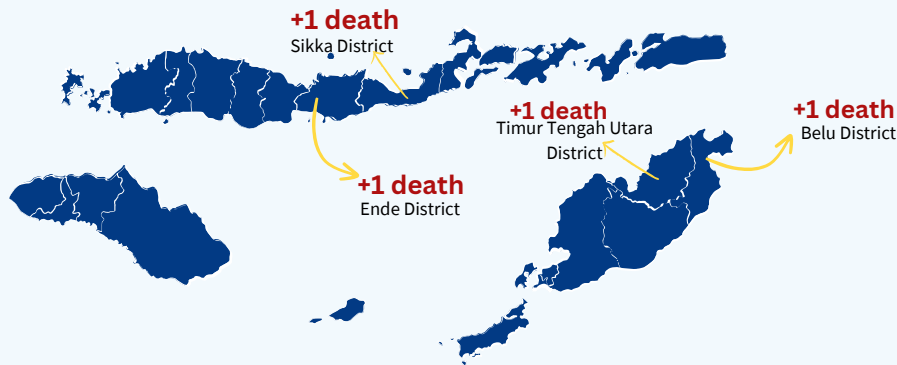 +1 death
Sikka District
+1 death
Timur Tengah Utara
District
+1 death
Belu District
+1 death
Ende District